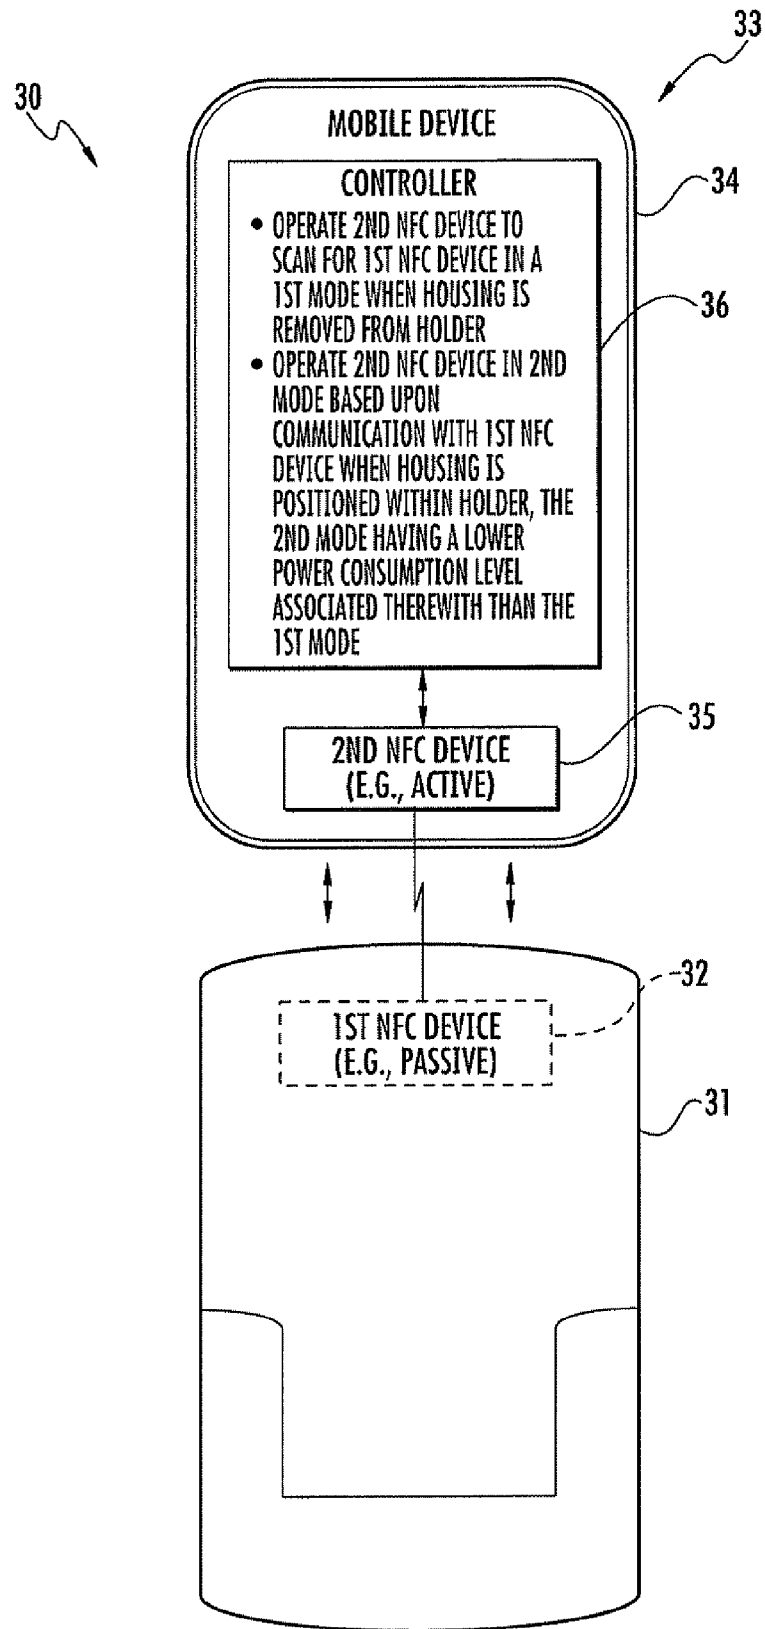 33
30
MOBILE DEVICE
34
CONTROLLER
• OPERATE 2ND NFC DEVICE TO
SCAN FOR 1ST NFC DEVICE IN A
1ST MODE WHEN HOUSING IS
REMOVED FROM HOLDER
36
• OPERATE 2ND NFC DEVICE IN 2ND
MODE BASED UPON
COMMUNICATION WITH 1ST NFC
DEVICE WHEN HOUSING IS
POSITIONED WITHIN HOLDER, THE
2ND MODE HAVING A LOWER
POWER CONSUMPTION LEVEL
ASSOCIATED THEREWITH THAN THE
1ST MODE
35
2ND NFC DEVICE
(E.G., ACTIVE)
32
1ST NFC DEVICE
(E.G., PASSIVE)
31